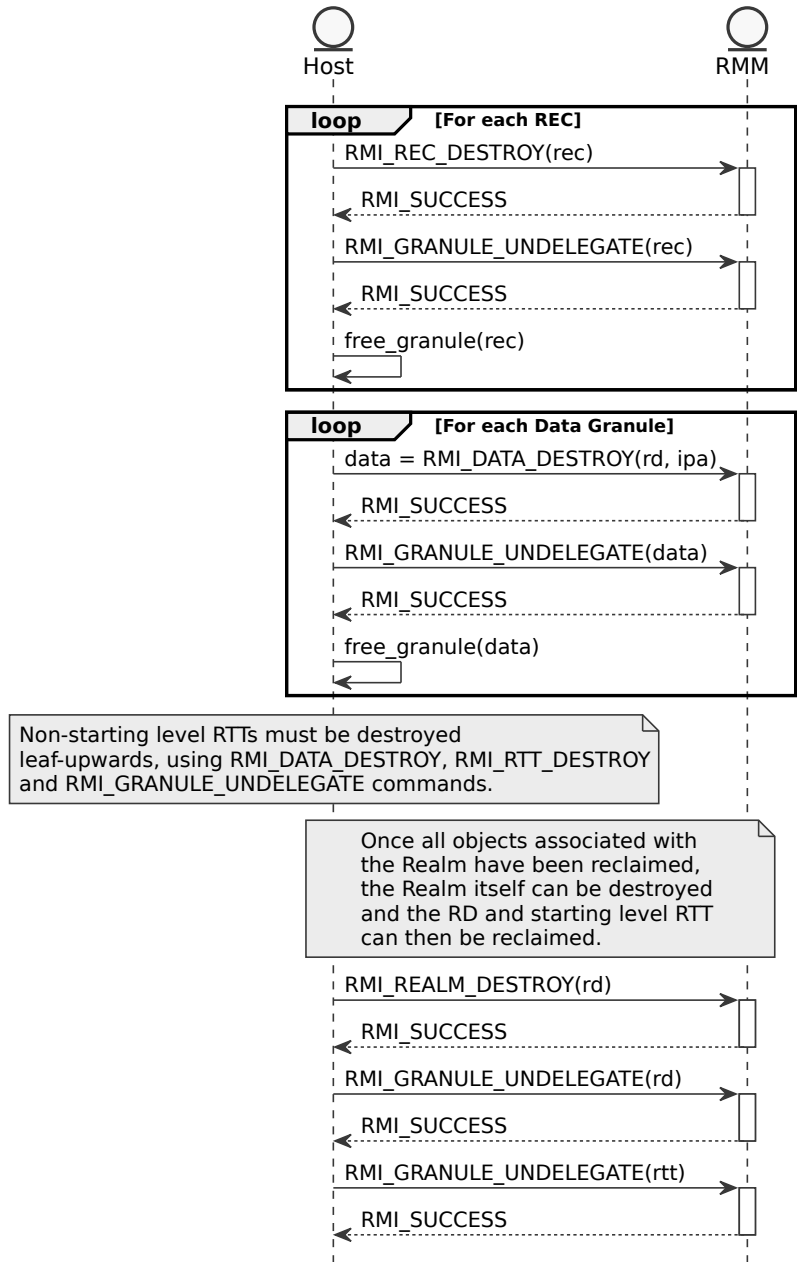 Host
RMM
loop
[For each REC]
RMI_REC_DESTROY(rec)
RMI_SUCCESS
RMI_GRANULE_UNDELEGATE(rec)
RMI_SUCCESS
free_granule(rec)
loop
[For each Data Granule]
data = RMI_DATA_DESTROY(rd, ipa)
RMI_SUCCESS
RMI_GRANULE_UNDELEGATE(data)
RMI_SUCCESS
free_granule(data)
Non-starting level RTTs must be destroyed
leaf-upwards, using RMI_DATA_DESTROY, RMI_RTT_DESTROY
and RMI_GRANULE_UNDELEGATE commands.
Once all objects associated with
the Realm have been reclaimed,
the Realm itself can be destroyed
and the RD and starting level RTT
can then be reclaimed.
RMI_REALM_DESTROY(rd)
RMI_SUCCESS
RMI_GRANULE_UNDELEGATE(rd)
RMI_SUCCESS
RMI_GRANULE_UNDELEGATE(rtt)
RMI_SUCCESS